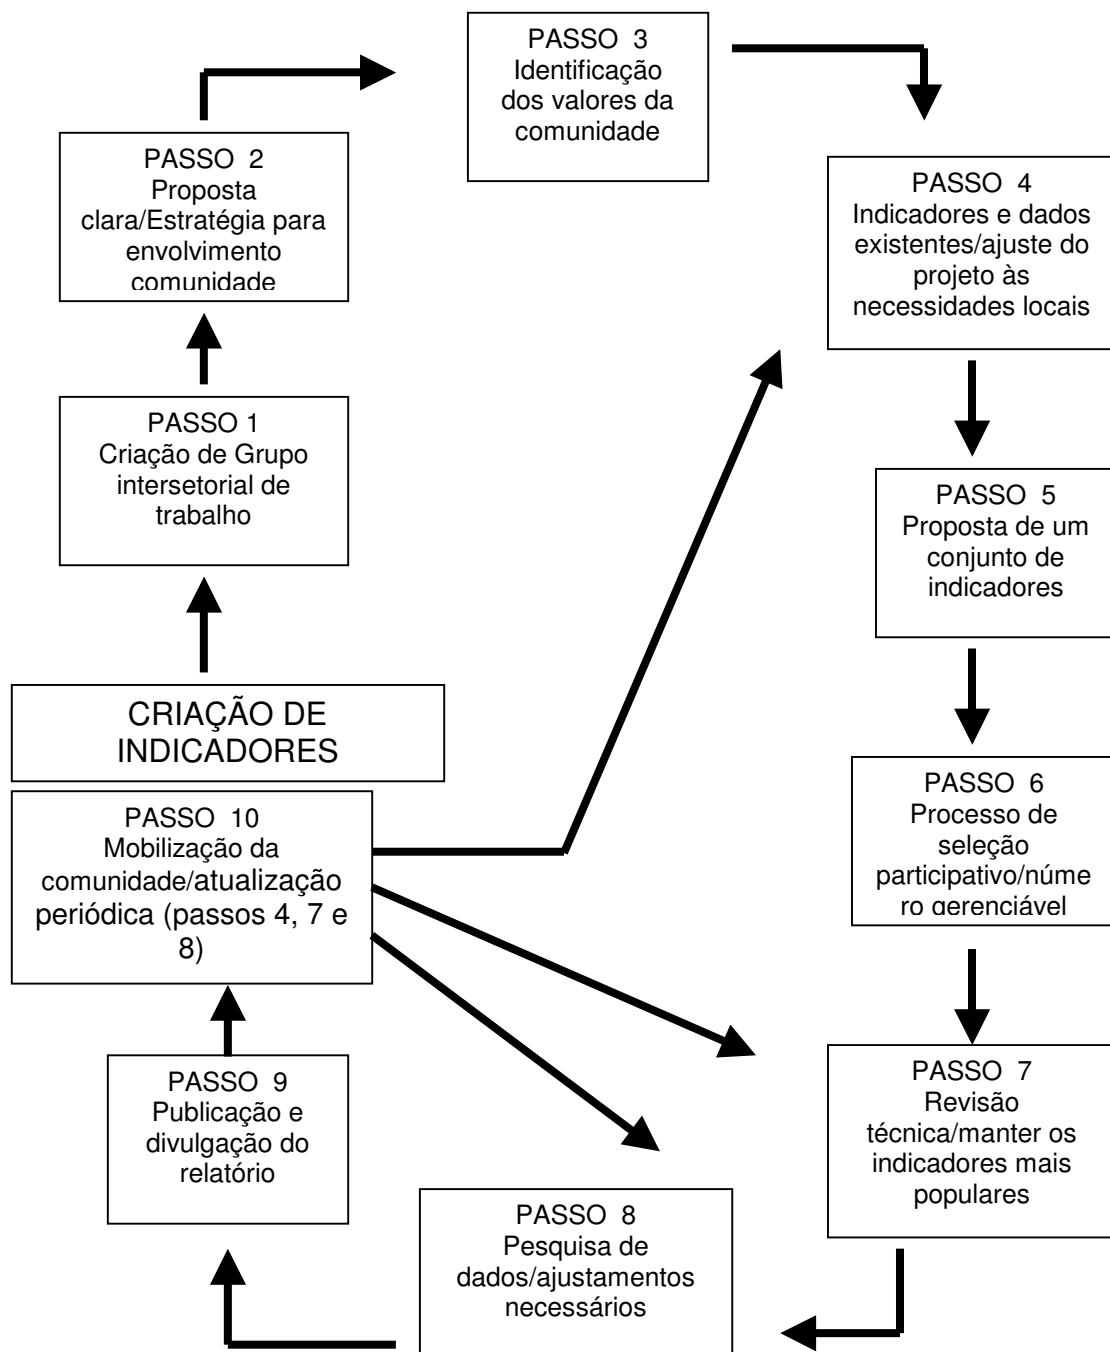 PASSO 3
Identificação
dos valores da
comunidade
PASSO 2
Proposta
clara/Estratégia para
envolvimento
comunidade
PASSO 4
Indicadores e dados
existentes/ajuste do
projeto às
necessidades locais
PASSO 1
Criação de Grupo
intersetorial de
trabalho
PASSO 5
Proposta de um
conjunto de
indicadores
CRIAÇÃO DE
INDICADORES
PASSO 6
Processo de
seleção
participativo/núme
ro gerenciável
PASSO 10
Mobilização da
comunidade/atualização
periódica (passos 4, 7 e
8)
PASSO 9
Publicação e
divulgação do
relatório
PASSO 7
Revisão
técnica/manter os
indicadores mais
populares
PASSO 8
Pesquisa de
dados/ajustamentos
necessários